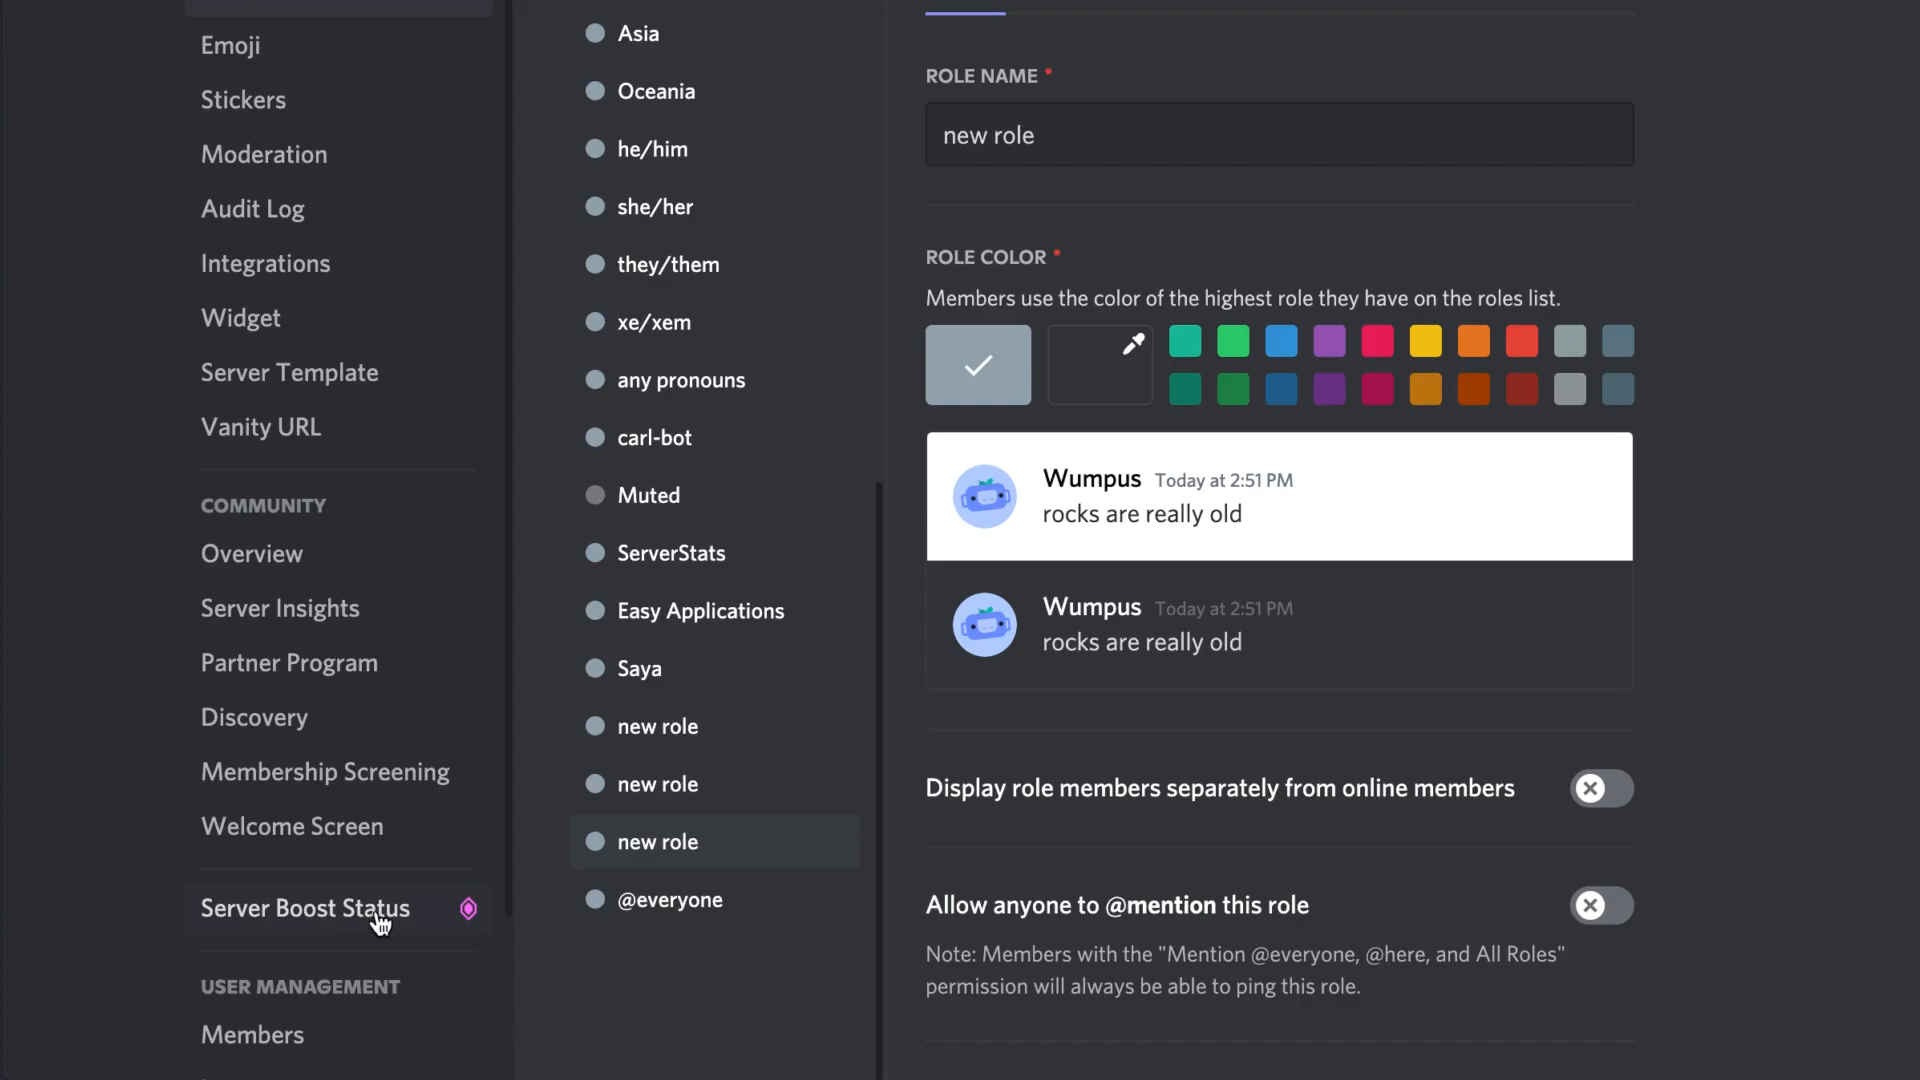 Emoji
Stickers
Moderation
Audit Log
Integrations
Widget
Server Template
Vanity URL
COMMUNITY
Overview
Server Insights
Partner Program
Discovery
Membership Screening
Welcome Screen
Server Boost Status
USER MANAGEMENT
Members
Asia
Oceania
he/him
she/her
they/them
xe/xem
any pronouns
carl-bot
Muted
ServerStats
Easy Applications
Saya
new role
new role
new role
@everyone
ROLE NAME *
new role
ROLE COLOR *
Members use the color of the highest role they have on the roles list.
Wumpus Today at 2:51 PM
rocks are really old
Wumpus Today at 2:51 PM
rocks are really old
Display role members separately from online members
Allow anyone to @mention this role
Note: Members with the "Mention @everyone, @here, and All Roles"
permission will always be able to ping this role.